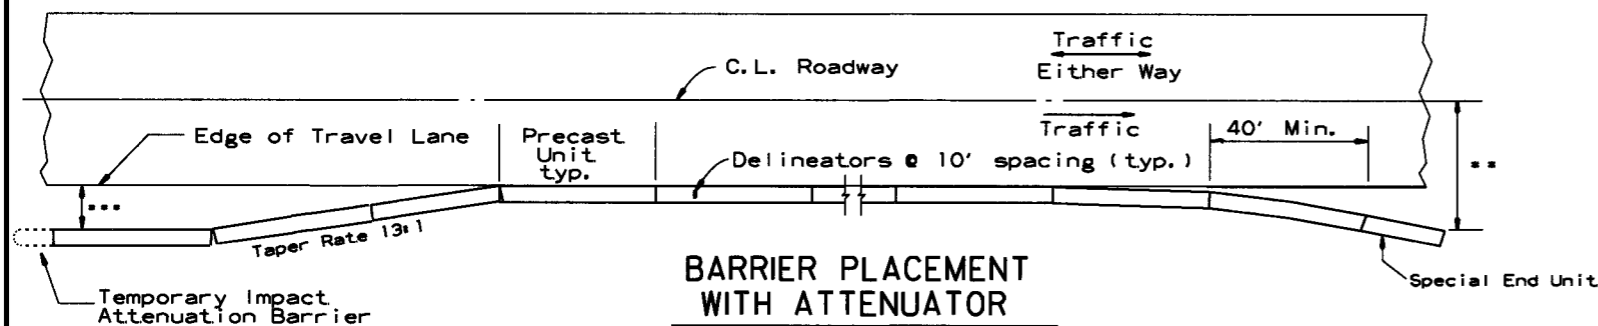 Traffic
C.L. Roadway
Either Way
Edge of Travel Lane
Precast
Unit
typ.
Traffic
40' Min.
Delineators @ 10' spacing (typ.)
**
***
Taper Rate 13:1
BARRIER PLACEMENT
WITH ATTENUATOR
Special End Unit
Temporary Impact
Attenuation Barrier